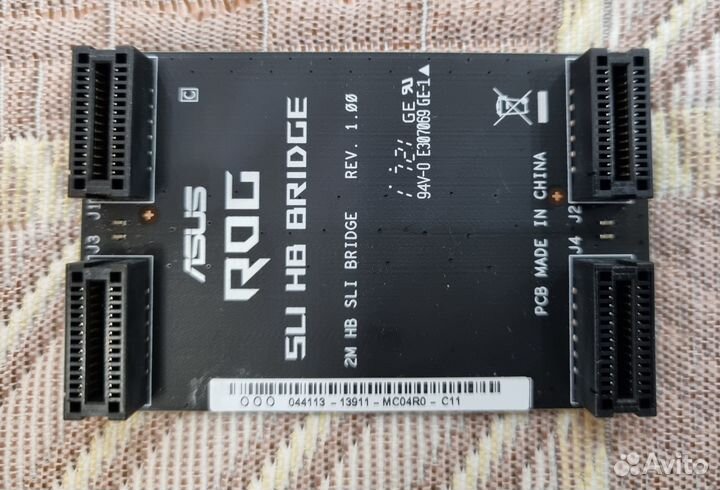 ASUS
ROG
SLI HB BRIDGE
2M HB SLI BRIDGE REV. 1.00
94V-0 E307069 GE-1
GE
PCB MADE IN CHINA
J1
J3
J2
J4
C
044113 - 13911 - MC04R0 - C11
Avito